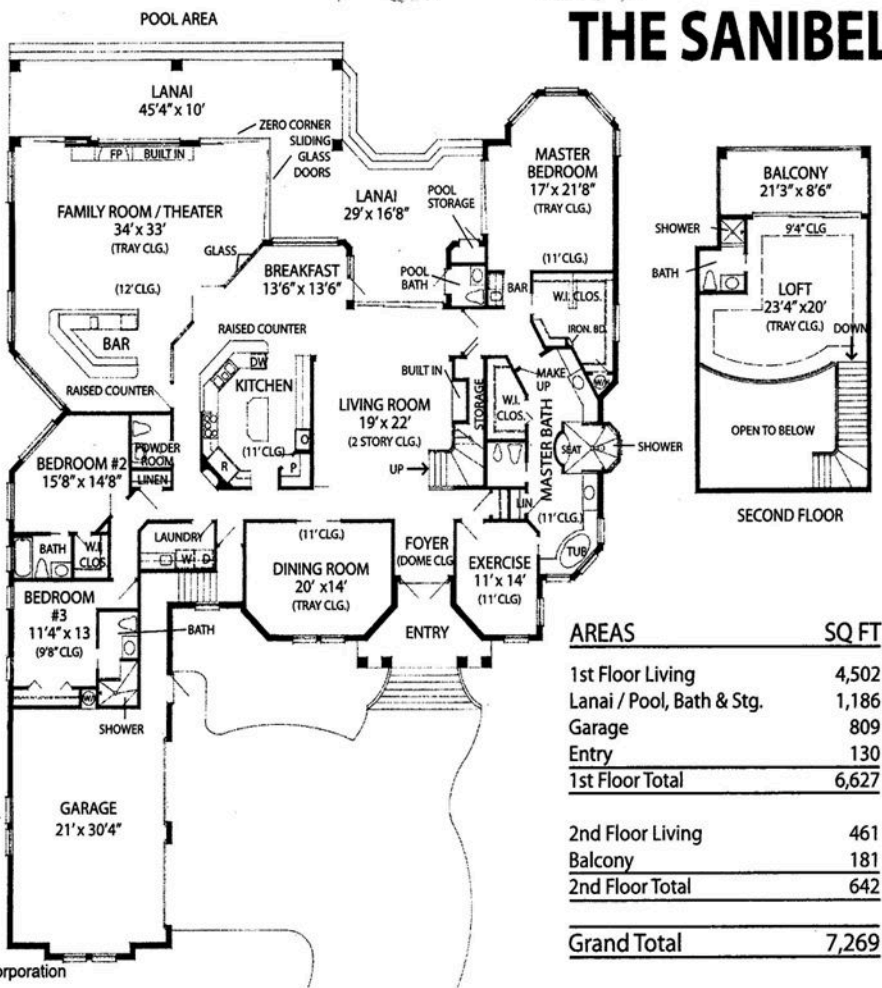 THE SANIBEL
POOL AREA
LANAI
45'4" x 10'
ZERO CORNER
SLIDING
GLASS
DOORS
FP
BUILT IN
FAMILY ROOM / THEATER
34' x 33'
(TRAY CLG.)
(12' CLG.)
GLASS
BAR
RAISED COUNTER
LANAI
29' x 16'8"
POOL
STORAGE
POOL
BATH
MASTER
BEDROOM
17' x 21'8"
(TRAY CLG.)
(11' CLG.)
BAR
W.I. CLOS.
IRON. BD.
BREAKFAST
13'6" x 13'6"
RAISED COUNTER
DW
KITCHEN
(11' CLG)
O
R
P
BUILT IN
LIVING ROOM
19' x 22'
(2 STORY CLG.)
UP
STORAGE
MAKE
UP
W.I.
CLOS.
MASTER BATH
SEAT
SHOWER
LIN.
(11' CLG.)
TUB
BEDROOM #2
15'8" x 14'8"
POWDER
ROOM
LINEN
BATH
W.I.
CLOS.
LAUNDRY
W
D
BEDROOM
#3
11'4" x 13
(9'8" CLG)
BATH
SHOWER
(11' CLG.)
DINING ROOM
20' x14'
(TRAY CLG.)
FOYER
(DOME CLG
EXERCISE
11' x 14'
(11' CLG)
ENTRY
GARAGE
21' x 30'4"
BALCONY
21'3" x 8'6"
SHOWER
9'4" CLG
BATH
LOFT
23'4" x20'
(TRAY CLG.)
DOWN
OPEN TO BELOW
SECOND FLOOR
AREAS SQ FT
1st Floor Living 4,502
Lanai / Pool, Bath & Stg. 1,186
Garage 809
Entry 130
1st Floor Total 6,627
2nd Floor Living 461
Balcony 181
2nd Floor Total 642
Grand Total 7,269
orporation